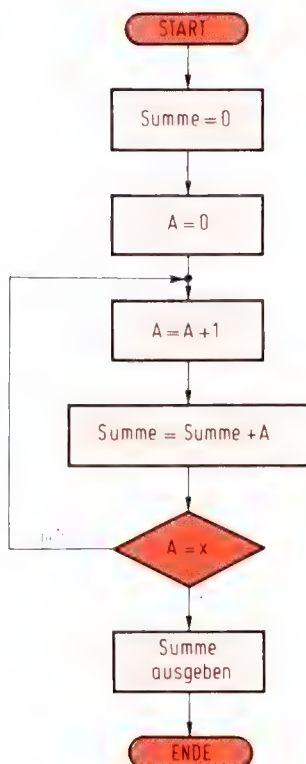 START
Summe = 0
A = 0
A = A + 1
Summe = Summe + A
A = x
Summe
ausgeben
ENDE